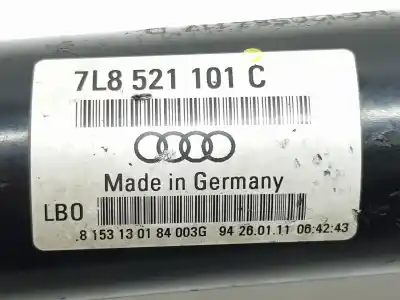 7L8 521 101 C
Made in Germany
LBO
8 153 13 01 84 003G 94 26.01.11 06:42:43